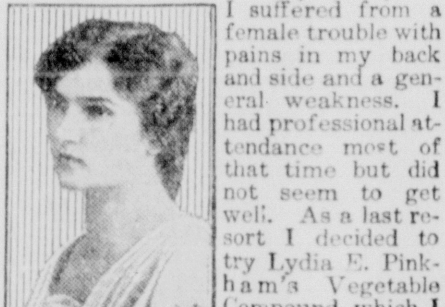 I suffered from a
female trouble with
pains in my back
and side and a gen-
eral weakness. I
had professional at-
tendance most of
that time but did
not seem to get
well. As a last re-
sort I decided to
try Lydia E. Pink-
ham's Vegetable
Compound which I